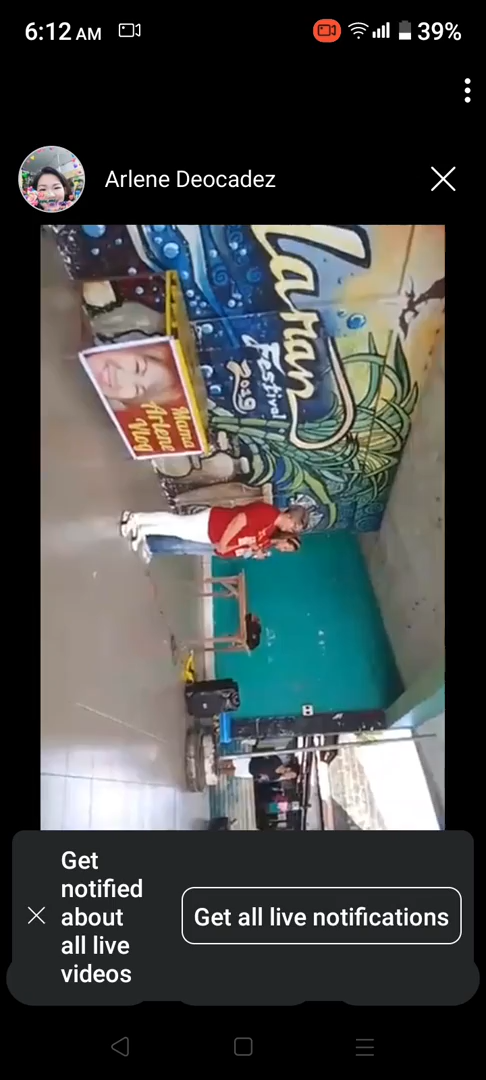 6:12 AM
39%
Arlene Deocadez
Laran
Festival
2019
Mama
Arlene
Vlog
Get
notified
about
all live
videos
Get all live notifications